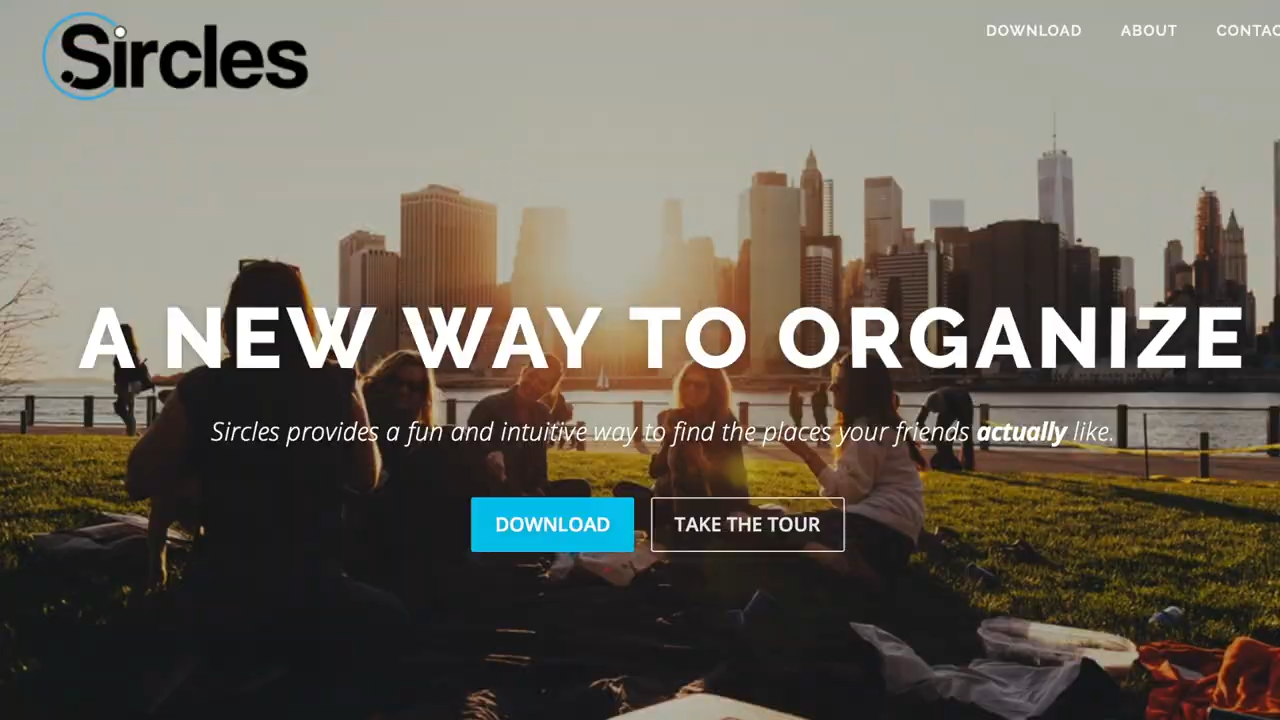 Sircles
DOWNLOAD ABOUT CONTAC
A NEW WAY TO ORGANIZE
Sircles provides a fun and intuitive way to find the places your friends actually like.
DOWNLOAD TAKE THE TOUR